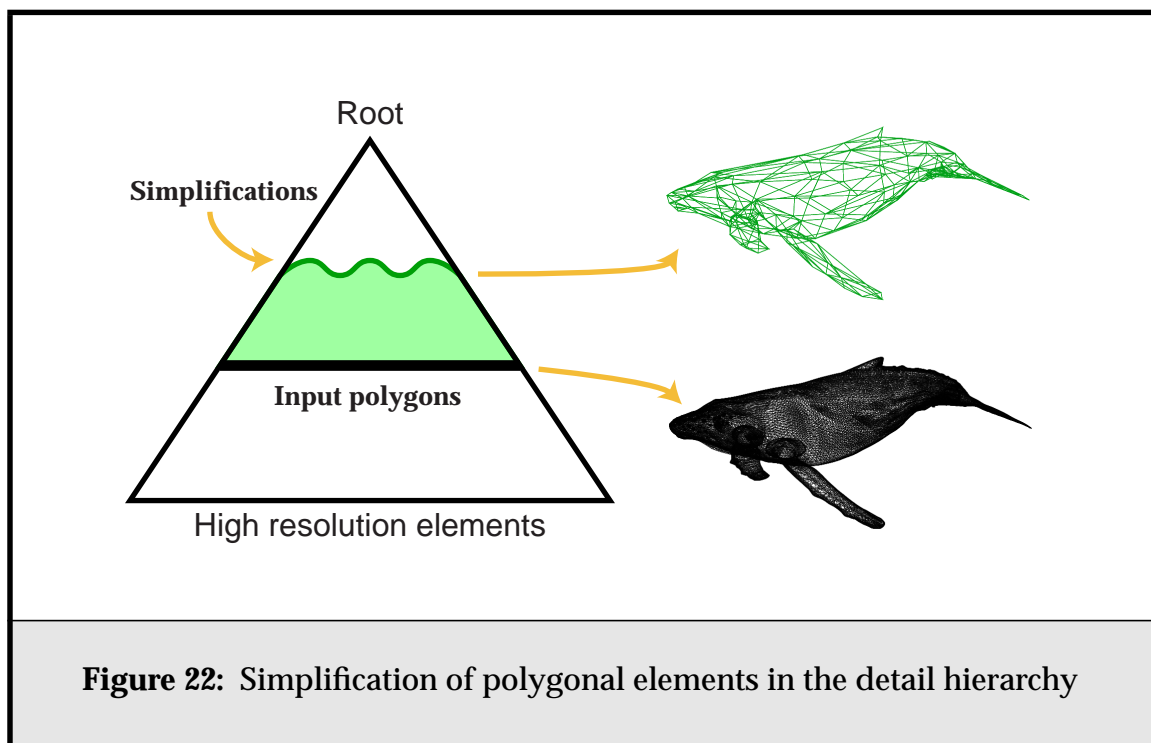 Root
Simplifications
Input polygons
High resolution elements
Figure 22: Simplification of polygonal elements in the detail hierarchy